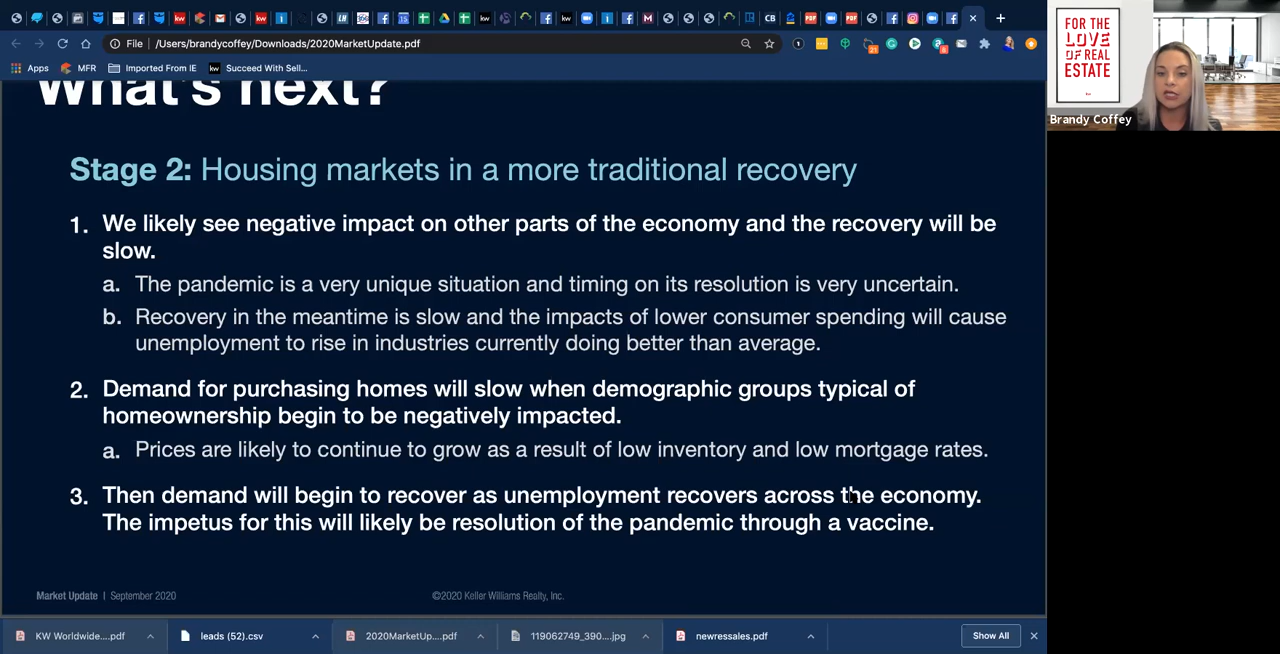 File /Users/brandycoffey/Downloads/2020MarketUpdate.pdf
Apps MFR Imported From IE Succeed With Sell...
What's next?
Stage 2: Housing markets in a more traditional recovery
1. We likely see negative impact on other parts of the economy and the recovery will be
slow.
a. The pandemic is a very unique situation and timing on its resolution is very uncertain.
b. Recovery in the meantime is slow and the impacts of lower consumer spending will cause
unemployment to rise in industries currently doing better than average.
2. Demand for purchasing homes will slow when demographic groups typical of
homeownership begin to be negatively impacted.
a. Prices are likely to continue to grow as a result of low inventory and low mortgage rates.
3. Then demand will begin to recover as unemployment recovers across the economy.
The impetus for this will likely be resolution of the pandemic through a vaccine.
Market Update | September 2020 ©2020 Keller Williams Realty, Inc.
KW Worldwide....pdf leads (52).csv 2020MarketUp....pdf 119062749_390....jpg newressales.pdf Show All
FOR THE
LOVE
OF REAL
ESTATE
Brandy Coffey